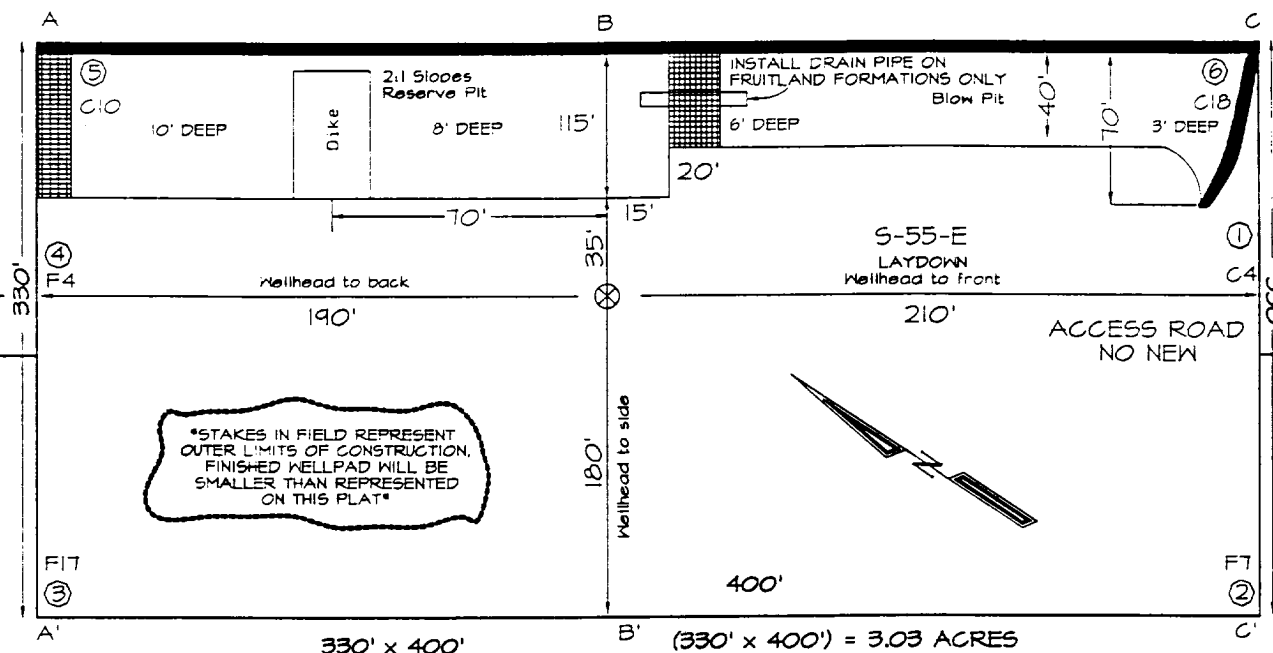 A
B
C
⑤
C10
10' DEEP
Dike
2:1 Slopes
Reserve Pit
8' DEEP
115'
INSTALL DRAIN PIPE ON
FRUITLAND FORMATIONS ONLY
Blow Pit
6' DEEP
40'
70'
⑥
C18
3' DEEP
20'
70'
15'
35'
④
F4
330'
Wellhead to back
190'
S-55-E
LAYDOWN
Wellhead to front
210'
①
C4
330'
ACCESS ROAD
NO NEW
"STAKES IN FIELD REPRESENT
OUTER LIMITS OF CONSTRUCTION.
FINISHED WELLPAD WILL BE
SMALLER THAN REPRESENTED
ON THIS PLAT"
180'
Wellhead to side
N
F17
③
400'
F7
②
A'
B'
C'
330' x 400'
(330' x 400') = 3.03 ACRES